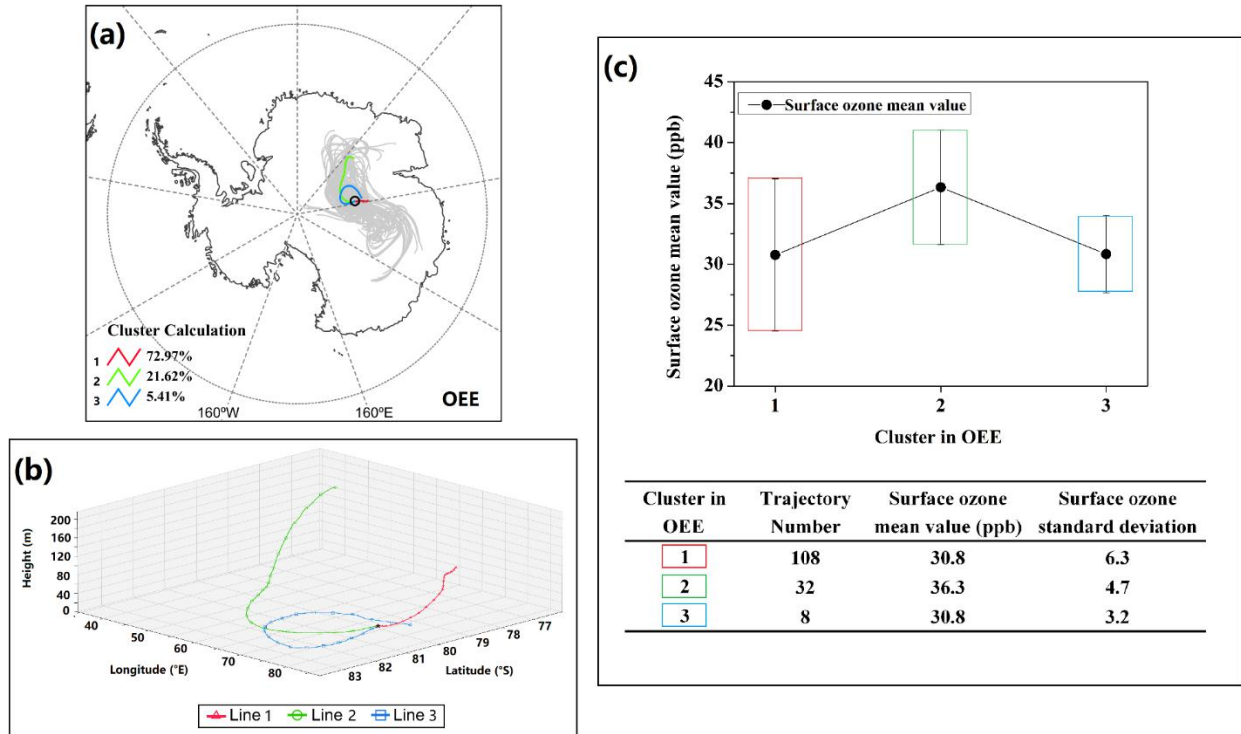 (a)
Cluster Calculation
1 72.97%
2 21.62%
3 5.41%
OEE
160ºW 160ºE
(b)
Height (m)
200
160
120
80
40
0
40
50
60
70
80
Longitude (°E)
83
82
81
80
79
78
77
Latitude (°S)
Line 1 Line 2 Line 3
(c)
Surface ozone mean value
Surface ozone mean value (ppb)
45
40
35
30
25
20
1 2 3
Cluster in OEE
Cluster in Trajectory Surface ozone Surface ozone
OEE Number mean value (ppb) standard deviation
1 108 30.8 6.3
2 32 36.3 4.7
3 8 30.8 3.2